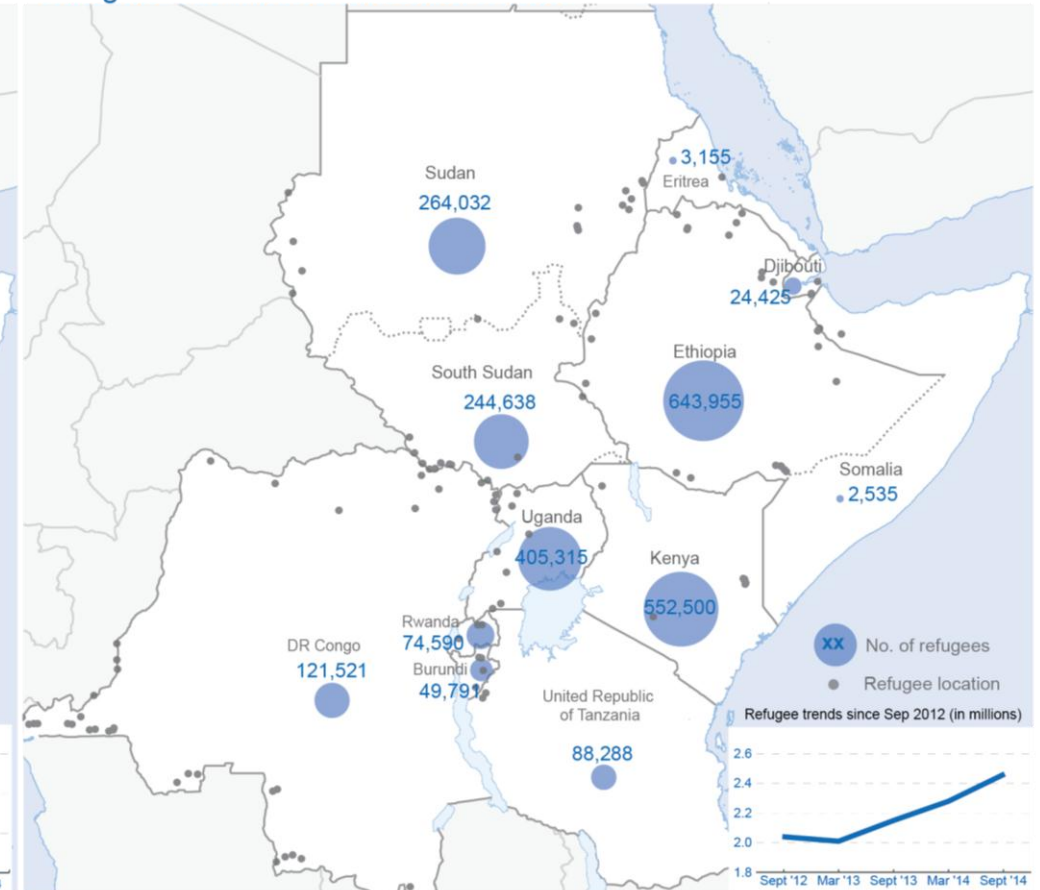 Sudan
264,032
3,155
Eritrea
Djibouti
24,425
Ethiopia
643,955
South Sudan
244,638
Somalia
2,535
Uganda
405,315
Kenya
552,500
Rwanda
74,590
DR Congo
121,521
Burundi
49,791
United Republic
of Tanzania
88,288
XX No. of refugees
Refugee location
Refugee trends since Sep 2012 (in millions)
2.6
2.4
2.2
2.0
1.8
Sept '12 Mar '13 Sept '13 Mar '14 Sept '14